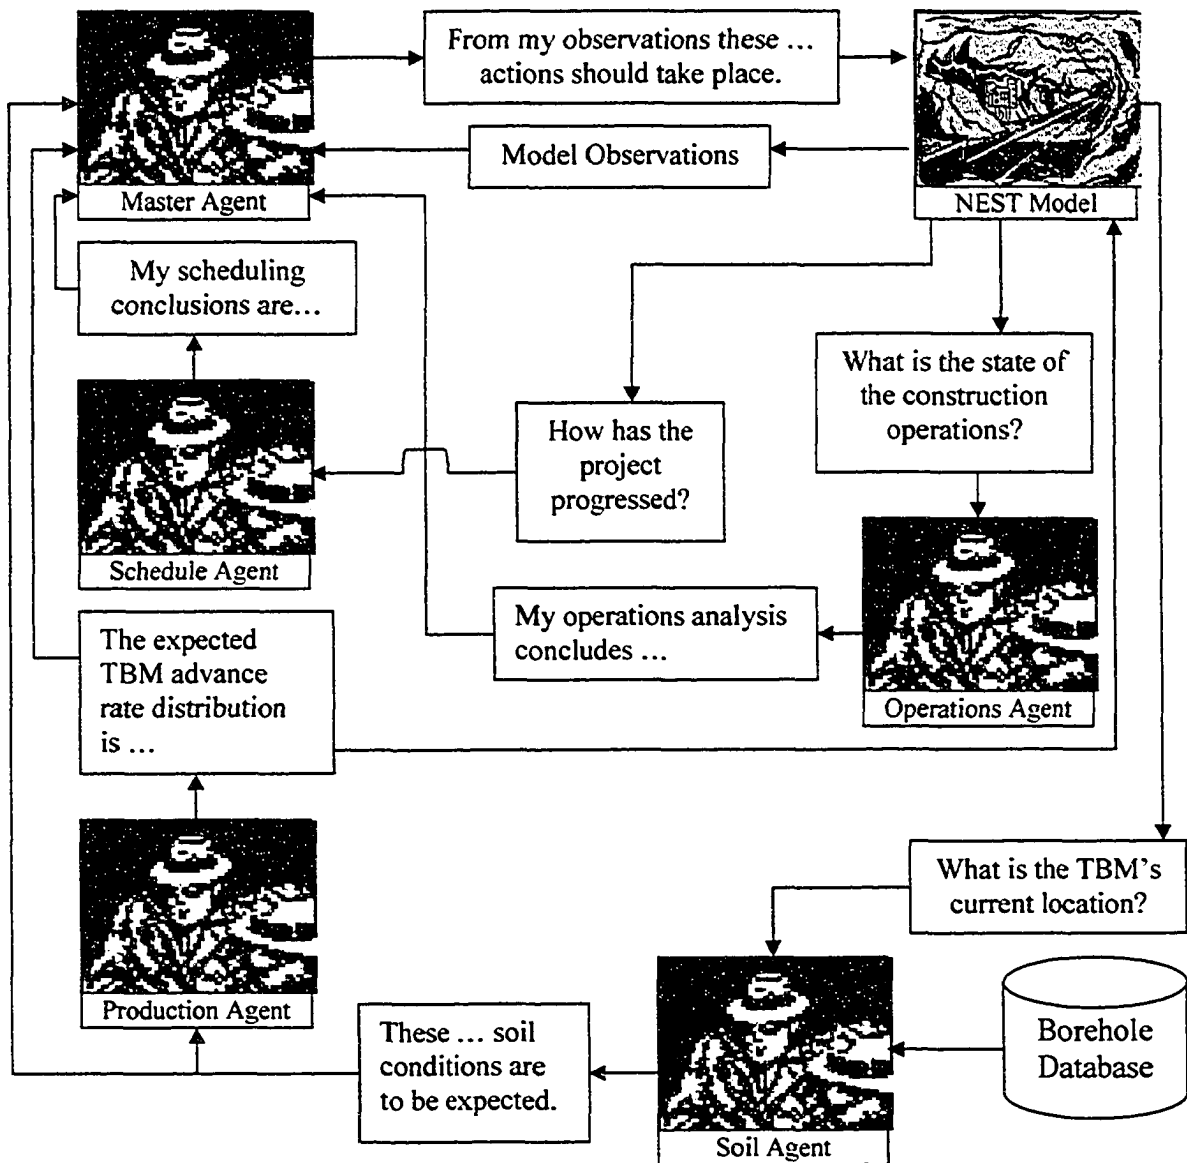 From my observations these …
actions should take place.
Model Observations
Master Agent
NEST Model
My scheduling
conclusions are…
What is the state of
the construction
operations?
How has the
project
progressed?
Schedule Agent
The expected
TBM advance
rate distribution
is …
My operations analysis
concludes …
Operations Agent
What is the TBM's
current location?
Production Agent
These … soil
conditions are
to be expected.
Borehole
Database
Soil Agent